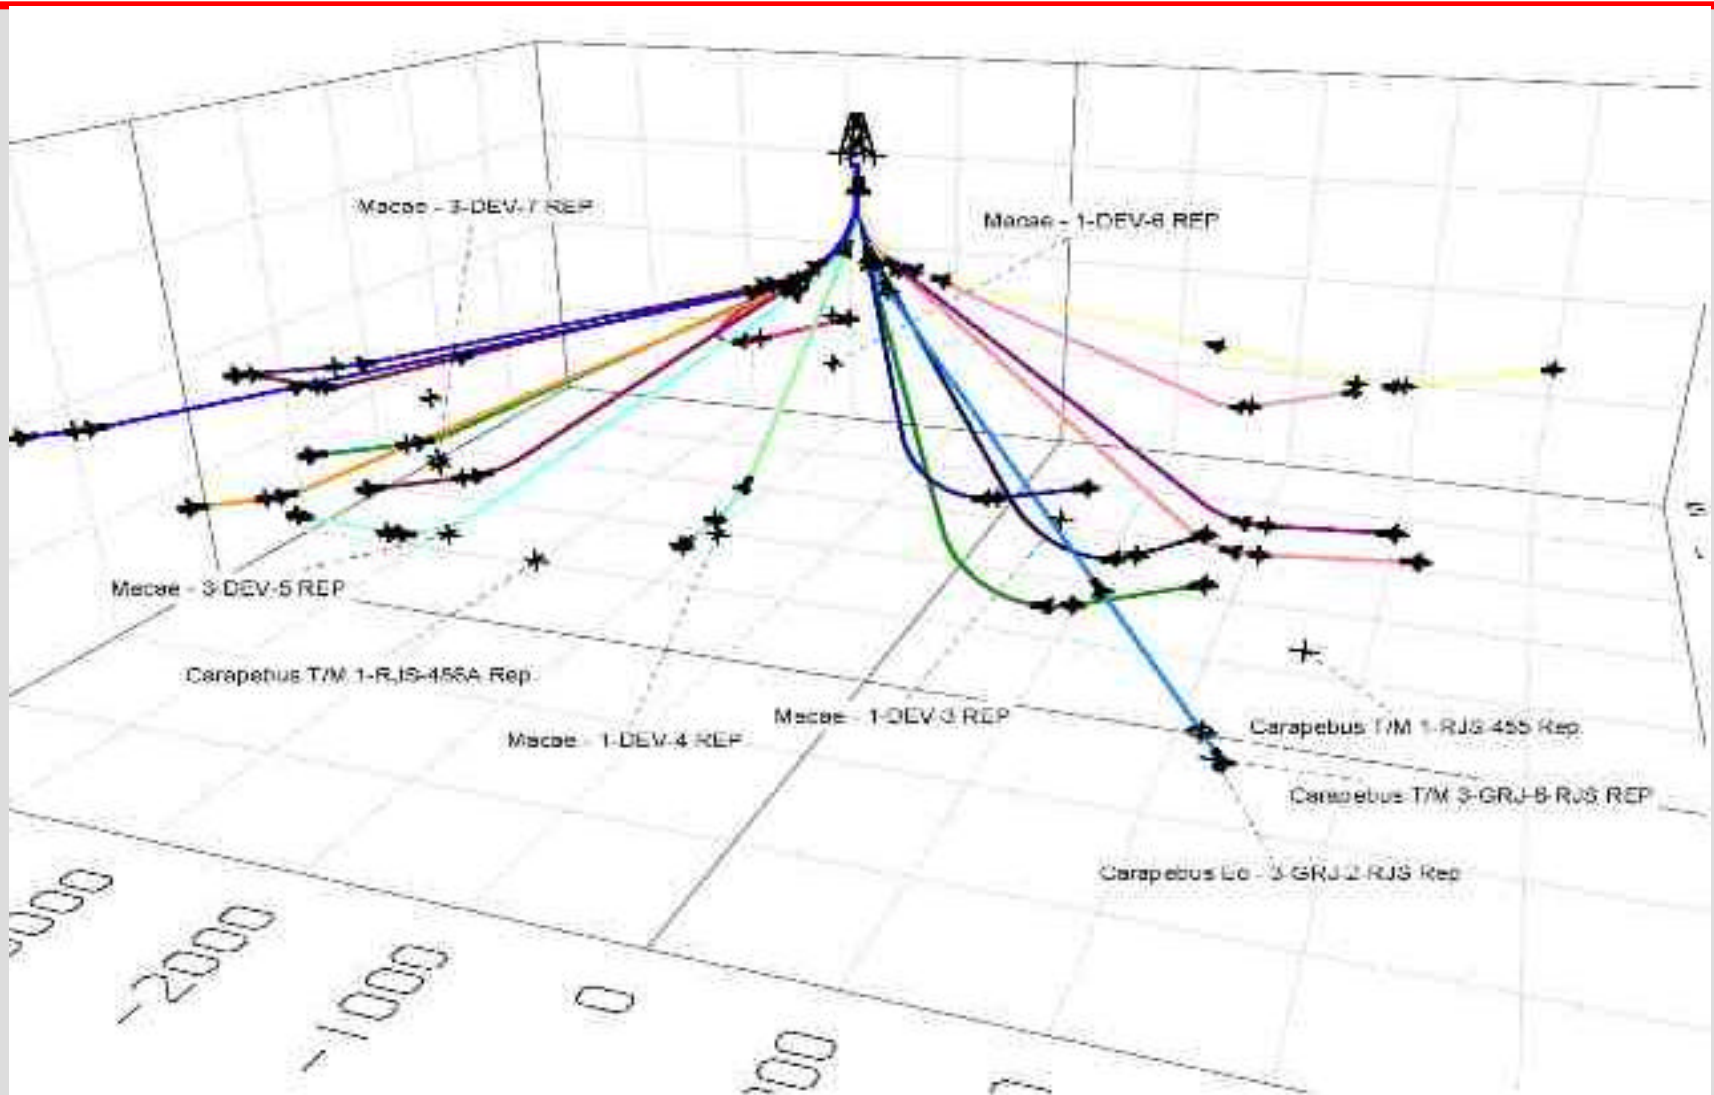 Macae - 3-DEV-7 REP
Macae - 1-DEV-6 REP
Macae - 3-DEV-5 REP
Carapebus T/M 1-RJS-455A Rep.
Macae - 1-DEV-4 REP
Macae - 1-DEV-3 REP
Carapebus T/M 1-RJS-455 Rep.
Carapebus T/M 3-GRJ-6-RJS REP
Carapebus Eo - 3-GRJ-2-RJS Rep
-2000
-1000
0